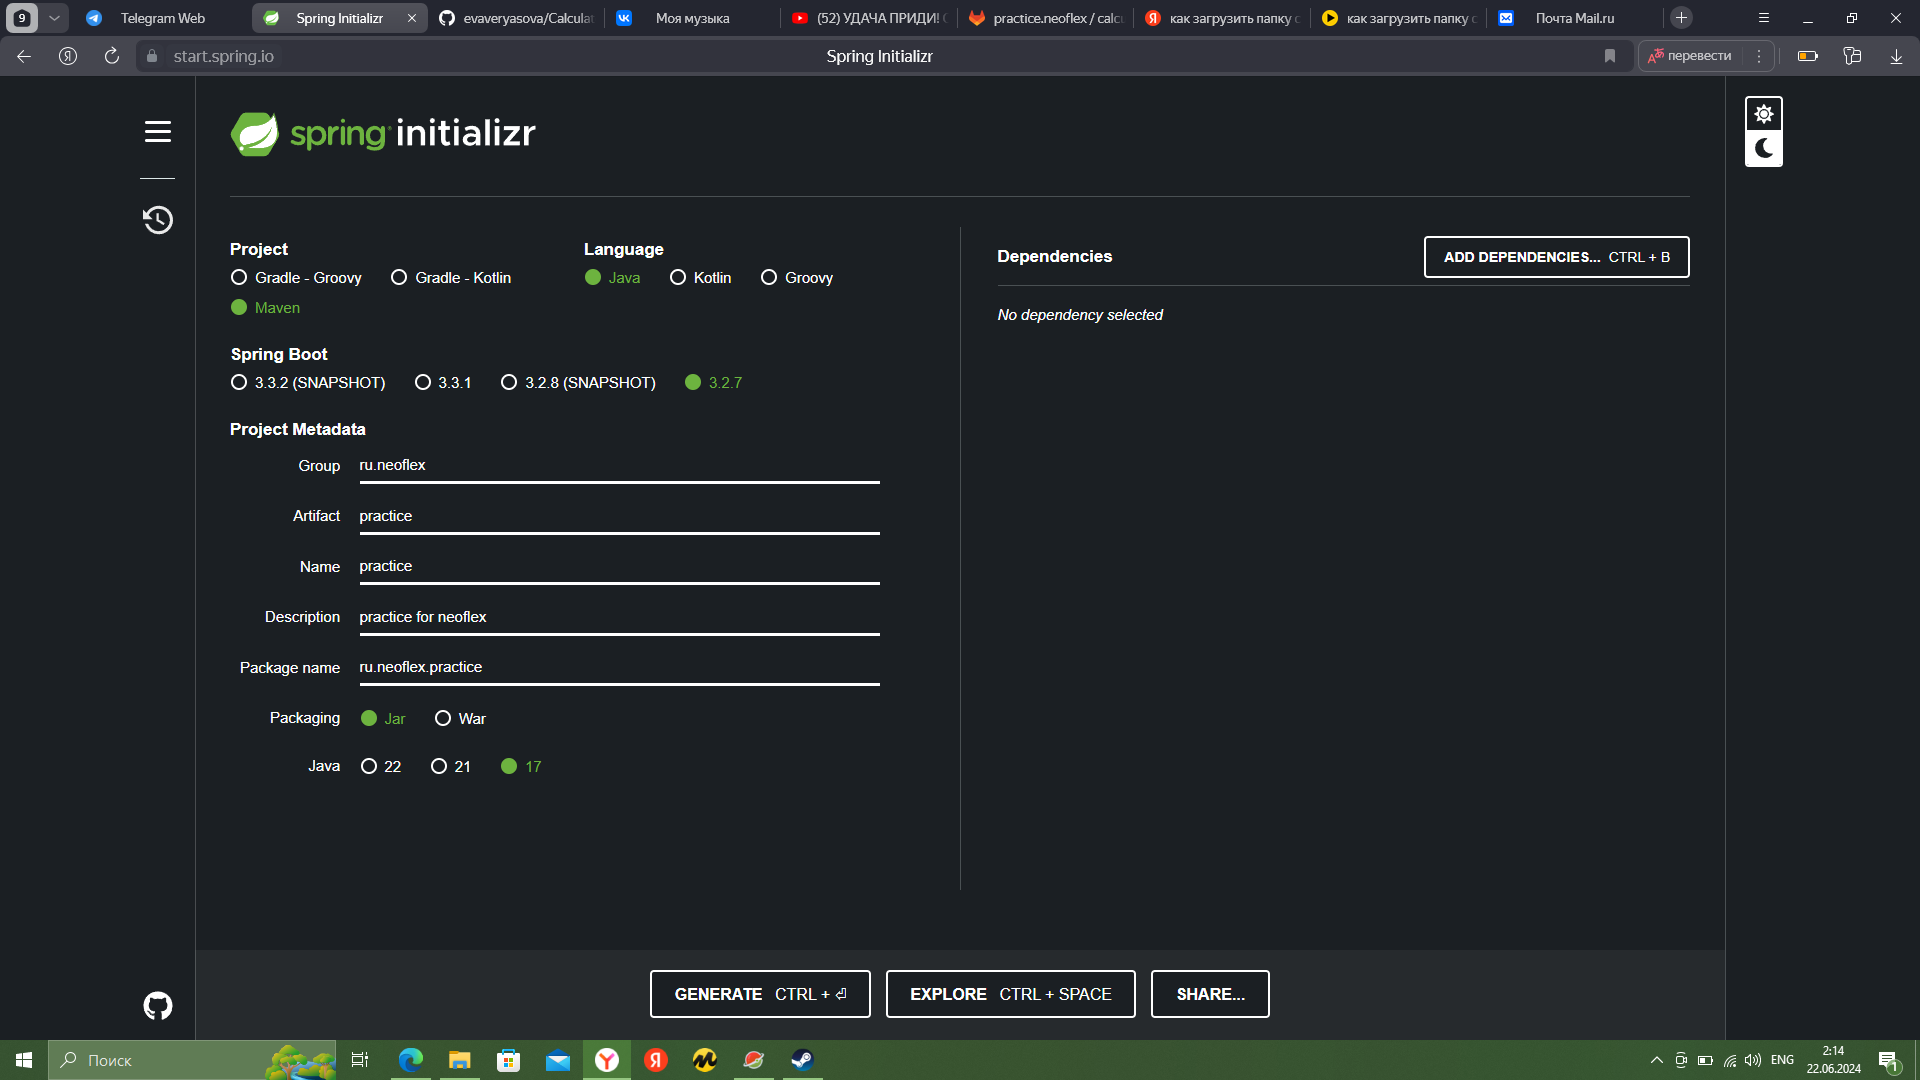 9
Telegram Web
Spring Initializr
evaveryasova/Calculat
Моя музыка
(52) УДАЧА ПРИДИ!
practice.neoflex / calcu
как загрузить папку с
как загрузить папку с
Почта Mail.ru
start.spring.io
Spring Initializr
перевести
spring initializr
Project
Gradle - Groovy
Gradle - Kotlin
Maven
Language
Java
Kotlin
Groovy
Spring Boot
3.3.2 (SNAPSHOT)
3.3.1
3.2.8 (SNAPSHOT)
3.2.7
Project Metadata
Group ru.neoflex
Artifact practice
Name practice
Description practice for neoflex
Package name ru.neoflex.practice
Packaging Jar War
Java 22 21 17
Dependencies
ADD DEPENDENCIES... CTRL + B
No dependency selected
GENERATE CTRL + ⏎
EXPLORE CTRL + SPACE
SHARE...
Поиск
ENG
2:14
22.06.2024
1